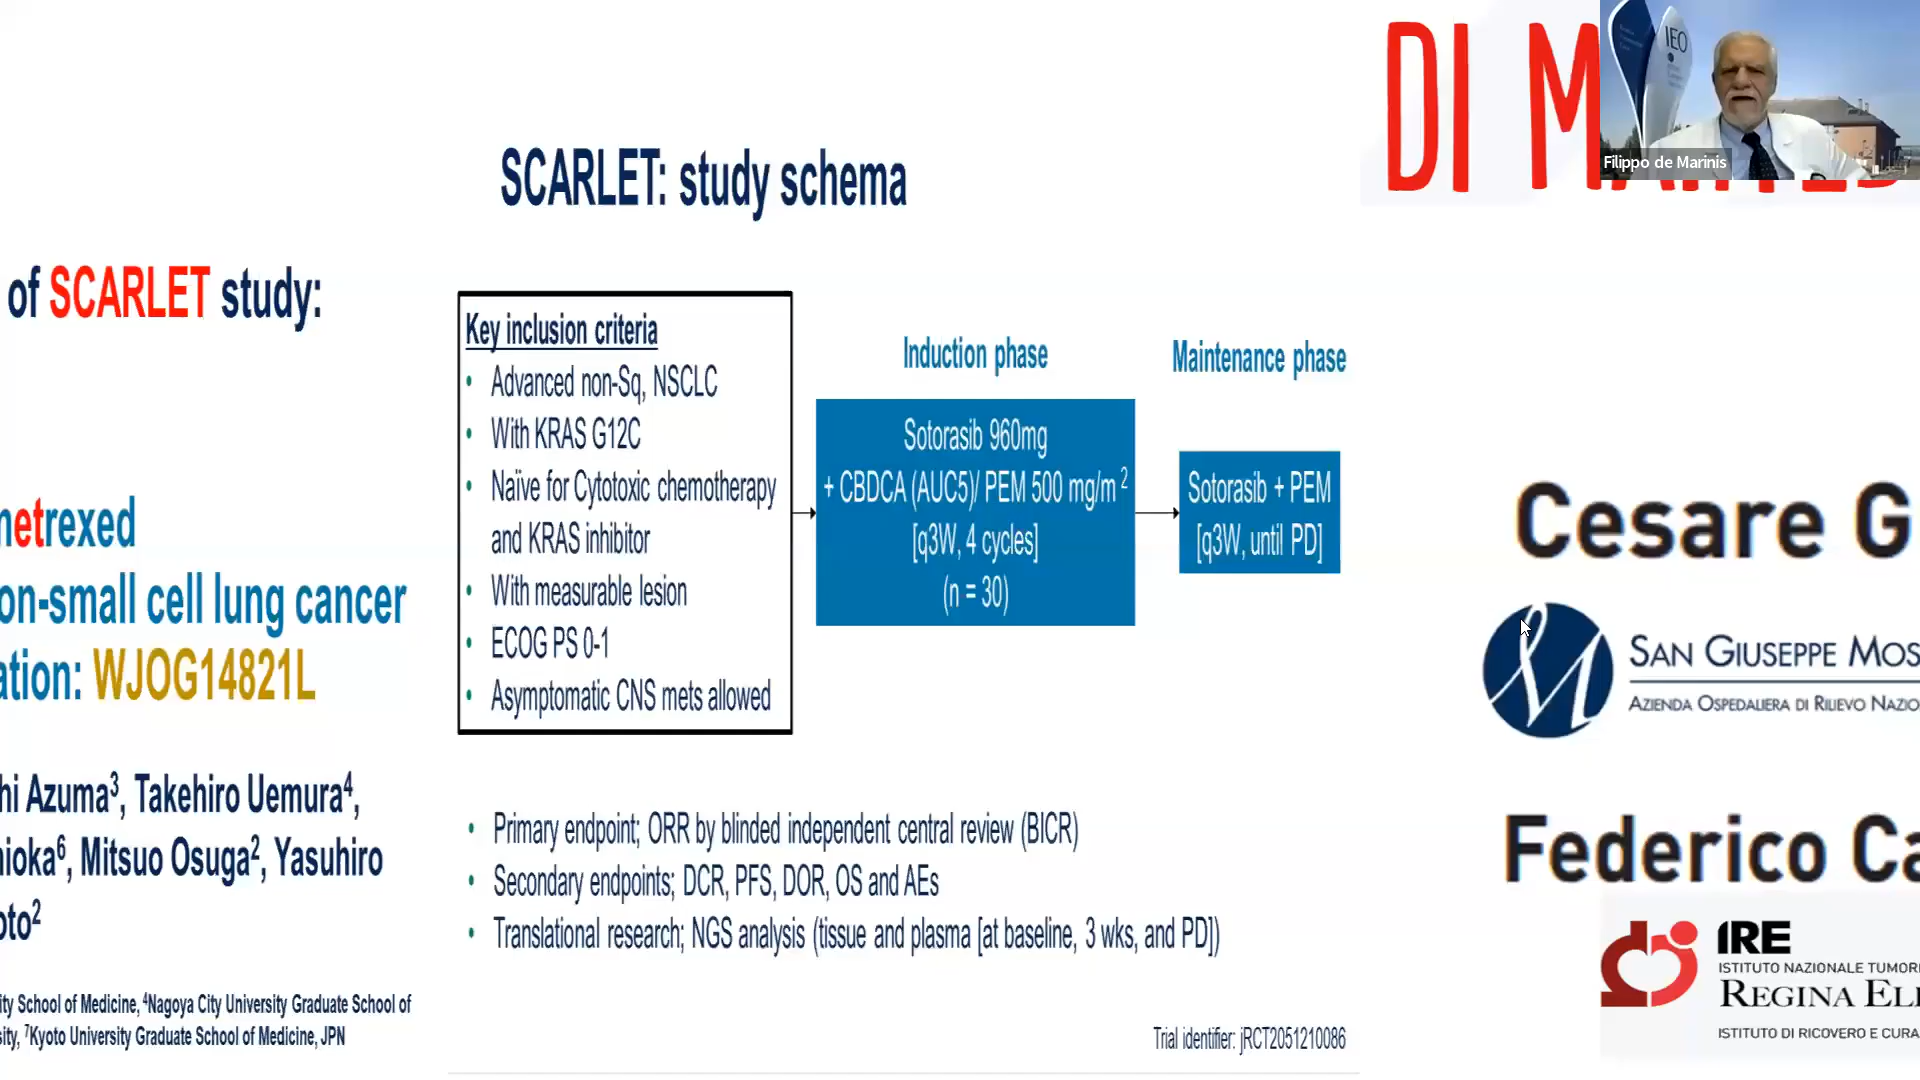 DI M
IEO
Filippo de Marinis
SCARLET: study schema
of SCARLET study:
etrexed
on-small cell lung cancer
ation: WJOG14821L
hi Azuma3, Takehiro Uemura4,
ioka6, Mitsuo Osuga2, Yasuhiro
oto2
ity School of Medicine, 4Nagoya City University Graduate School of
sity, 7Kyoto University Graduate School of Medicine, JPN
Key inclusion criteria
• Advanced non-Sq, NSCLC
• With KRAS G12C
• Naïve for Cytotoxic chemotherapy
and KRAS inhibitor
• With measurable lesion
• ECOG PS 0-1
• Asymptomatic CNS mets allowed
Induction phase
Sotorasib 960mg
+ CBDCA (AUC5)/ PEM 500 mg/m 2
[q3W, 4 cycles]
(n = 30)
Maintenance phase
Sotorasib + PEM
[q3W, until PD]
• Primary endpoint; ORR by blinded independent central review (BICR)
• Secondary endpoints; DCR, PFS, DOR, OS and AEs
• Translational research; NGS analysis (tissue and plasma [at baseline, 3 wks, and PD])
Trial identifier: jRCT2051210086
Cesare G
SAN GIUSEPPE MOS
AZIENDA OSPEDALIERA DI RILIEVO NAZIO
Federico Ca
IRE
ISTITUTO NAZIONALE TUMOR
REGINA EL
ISTITUTO DI RICOVERO E CURA